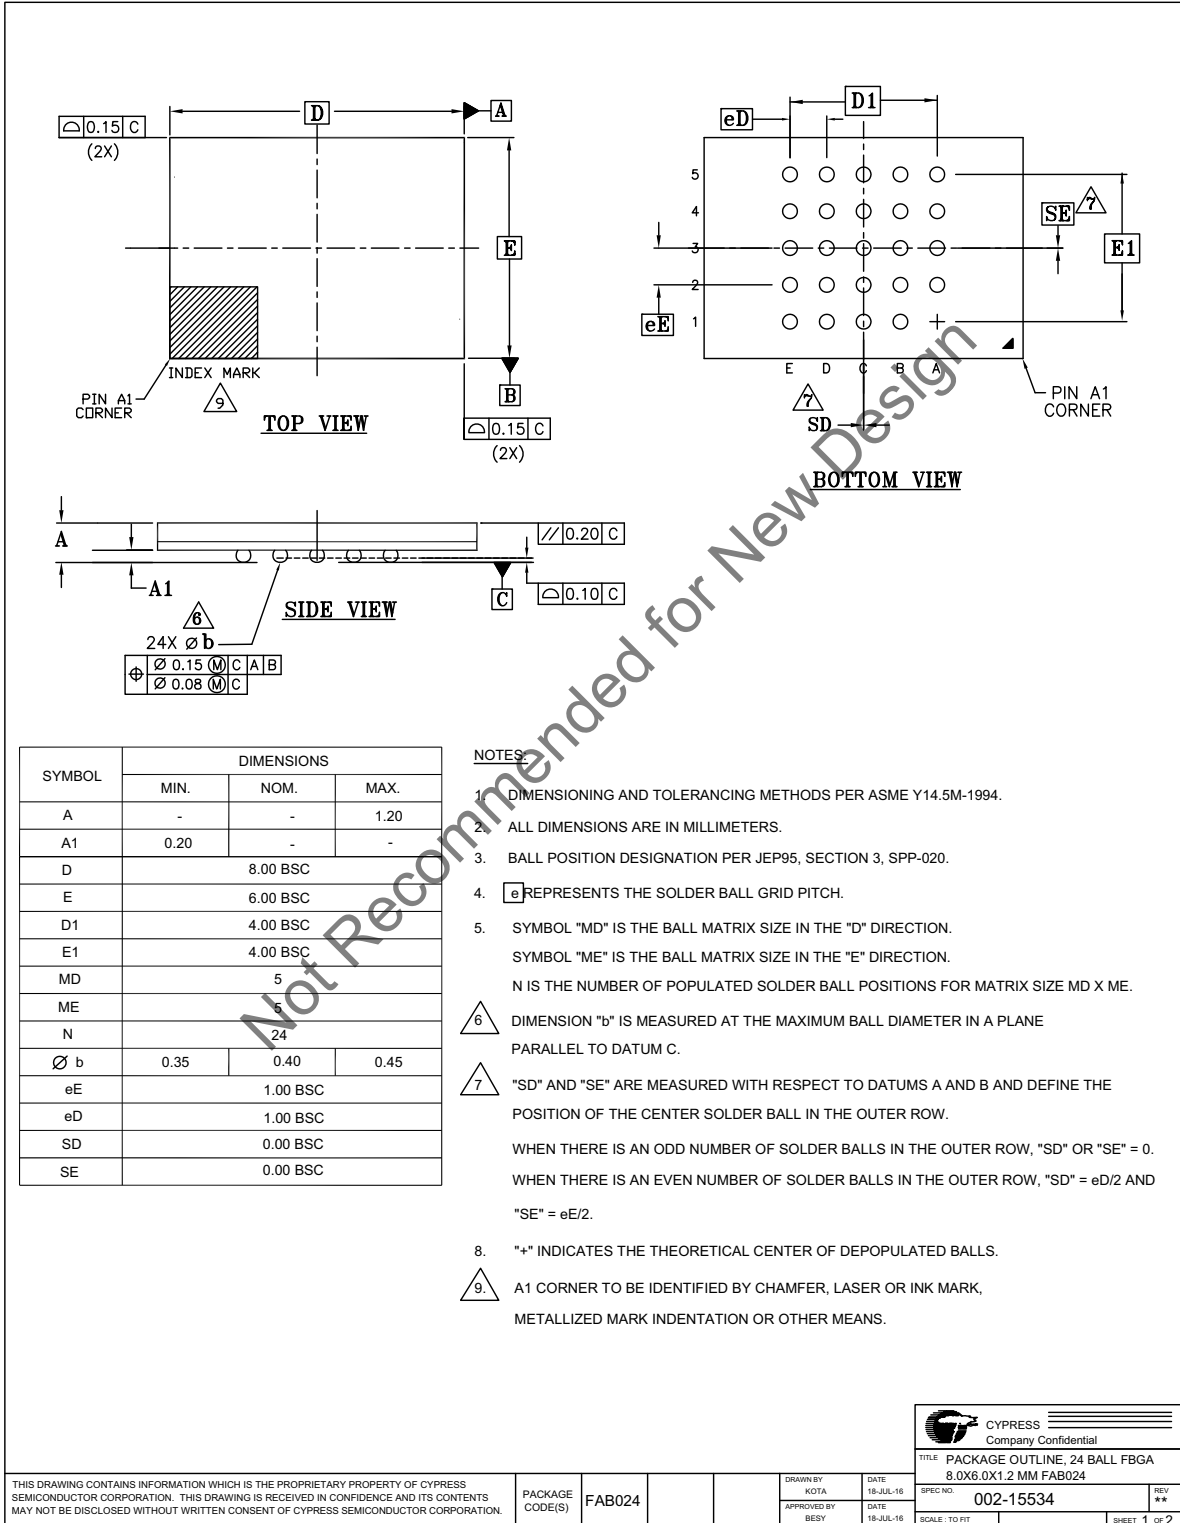 D
A
⌓ 0.15 C
(2X)
E
INDEX MARK
9
PIN A1
CORNER
B
TOP VIEW
⌓ 0.15 C
(2X)
D1
eD
5
4
3
2
1
SE
7
E1
eE
E D C B A
7
SD
PIN A1
CORNER
BOTTOM VIEW
A
A1
// 0.20 C
⌓ 0.10 C
C
SIDE VIEW
6
24X Ø b
⌖ Ø 0.15 Ⓜ C A B
Ø 0.08 Ⓜ C
Not Recommended for New Design
SYMBOL DIMENSIONS
MIN. NOM. MAX.
A - - 1.20
A1 0.20 - -
D 8.00 BSC
E 6.00 BSC
D1 4.00 BSC
E1 4.00 BSC
MD 5
ME 5
N 24
Ø b 0.35 0.40 0.45
eE 1.00 BSC
eD 1.00 BSC
SD 0.00 BSC
SE 0.00 BSC
NOTES:
1. DIMENSIONING AND TOLERANCING METHODS PER ASME Y14.5M-1994.
2. ALL DIMENSIONS ARE IN MILLIMETERS.
3. BALL POSITION DESIGNATION PER JEP95, SECTION 3, SPP-020.
4. e REPRESENTS THE SOLDER BALL GRID PITCH.
5. SYMBOL "MD" IS THE BALL MATRIX SIZE IN THE "D" DIRECTION.
SYMBOL "ME" IS THE BALL MATRIX SIZE IN THE "E" DIRECTION.
N IS THE NUMBER OF POPULATED SOLDER BALL POSITIONS FOR MATRIX SIZE MD X ME.
6 DIMENSION "b" IS MEASURED AT THE MAXIMUM BALL DIAMETER IN A PLANE
PARALLEL TO DATUM C.
7 "SD" AND "SE" ARE MEASURED WITH RESPECT TO DATUMS A AND B AND DEFINE THE
POSITION OF THE CENTER SOLDER BALL IN THE OUTER ROW.
WHEN THERE IS AN ODD NUMBER OF SOLDER BALLS IN THE OUTER ROW, "SD" OR "SE" = 0.
WHEN THERE IS AN EVEN NUMBER OF SOLDER BALLS IN THE OUTER ROW, "SD" = eD/2 AND
"SE" = eE/2.
8. "+" INDICATES THE THEORETICAL CENTER OF DEPOPULATED BALLS.
9. A1 CORNER TO BE IDENTIFIED BY CHAMFER, LASER OR INK MARK,
METALLIZED MARK INDENTATION OR OTHER MEANS.
THIS DRAWING CONTAINS INFORMATION WHICH IS THE PROPRIETARY PROPERTY OF CYPRESS
SEMICONDUCTOR CORPORATION. THIS DRAWING IS RECEIVED IN CONFIDENCE AND ITS CONTENTS
MAY NOT BE DISCLOSED WITHOUT WRITTEN CONSENT OF CYPRESS SEMICONDUCTOR CORPORATION.
PACKAGE
CODE(S)
FAB024
DRAWN BY
KOTA
DATE
18-JUL-16
APPROVED BY
BESY
DATE
18-JUL-16
CYPRESS
Company Confidential
TITLE PACKAGE OUTLINE, 24 BALL FBGA
8.0X6.0X1.2 MM FAB024
SPEC NO.
002-15534
REV
**
SCALE : TO FIT
SHEET 1 OF 2